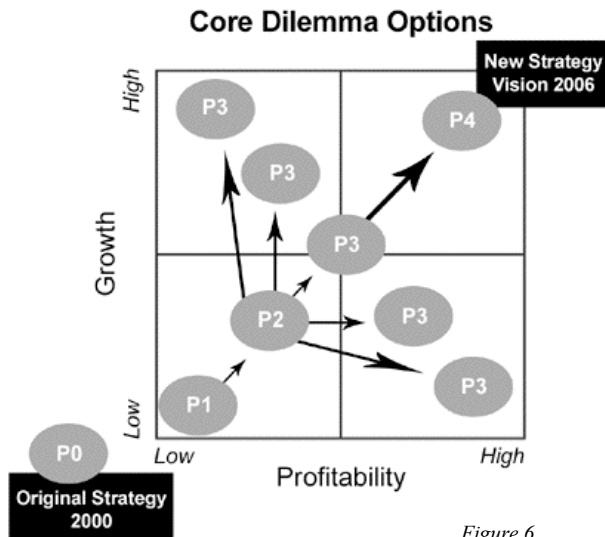 Core Dilemma Options
New Strategy
Vision 2006
High
P3
P4
P3
P3
Growth
P2
P3
P3
P1
Low
P0
Low
High
Profitability
Original Strategy
2000
Figure 6